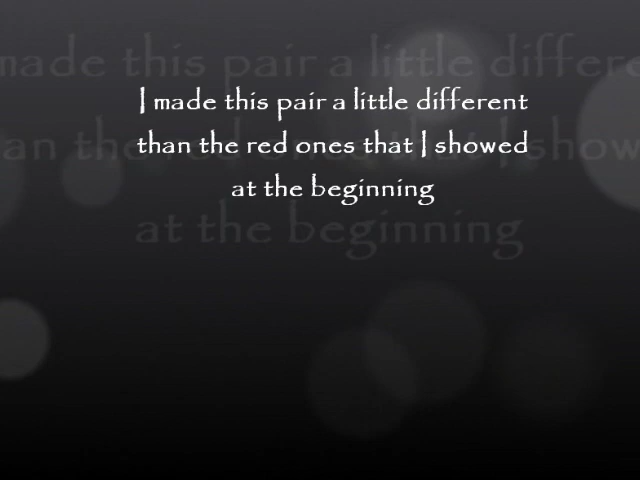 I made this pair a little different
than the red ones that I showed
at the beginning